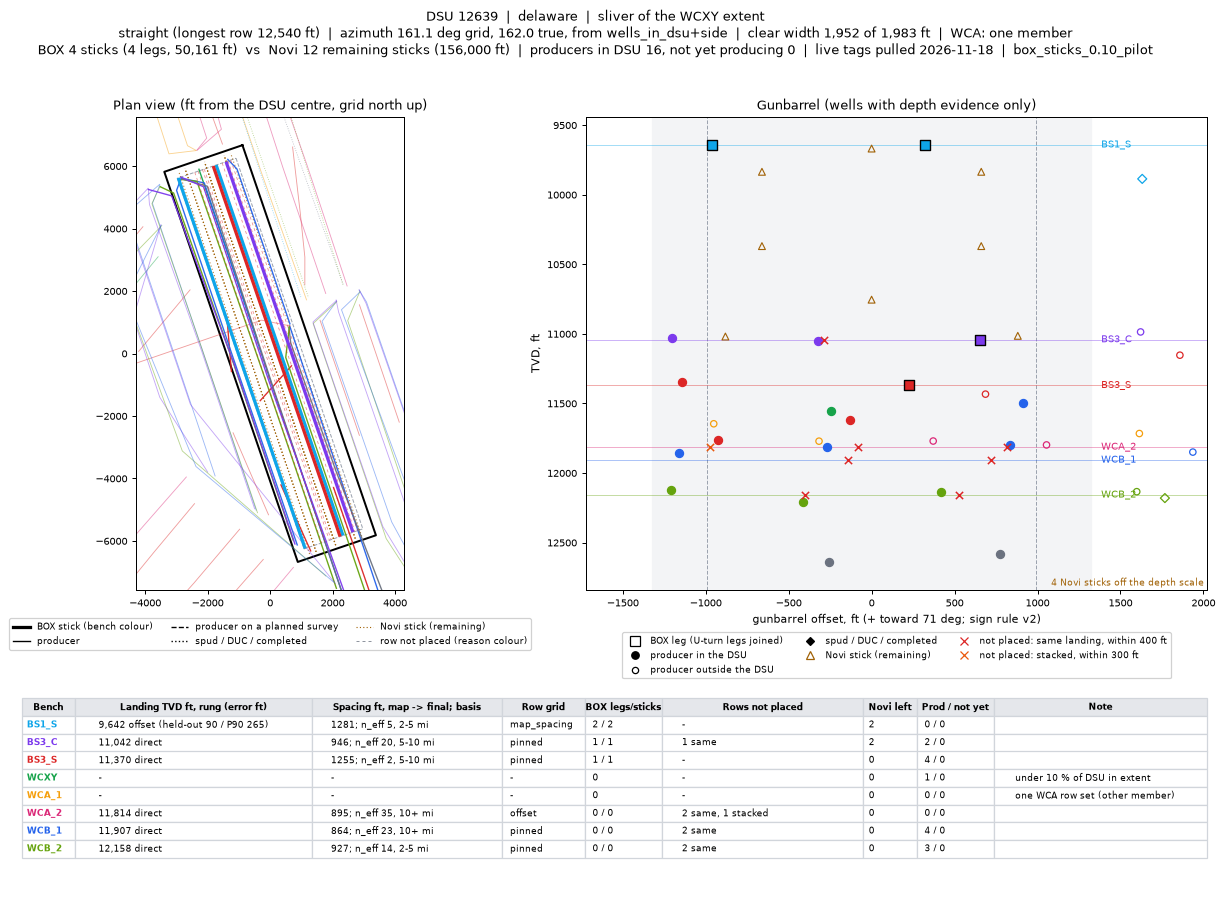 DSU 12639 | delaware | sliver of the WCXY extent
straight (longest row 12,540 ft) | azimuth 161.1 deg grid, 162.0 true, from wells_in_dsu+side | clear width 1,952 of 1,983 ft | WCA: one member
BOX 4 sticks (4 legs, 50,161 ft) vs Novi 12 remaining sticks (156,000 ft) | producers in DSU 16, not yet producing 0 | live tags pulled 2026-11-18 | box_sticks_0.10_pilot
Plan view (ft from the DSU centre, grid north up)
6000
4000
2000
0
−2000
−4000
−6000
−4000 −2000 0 2000 4000
BOX stick (bench colour)
producer
producer on a planned survey
spud / DUC / completed
Novi stick (remaining)
row not placed (reason colour)
Gunbarrel (wells with depth evidence only)
TVD, ft
9500
10000
10500
11000
11500
12000
12500
BS1_S
BS3_C
BS3_S
WCA_2
WCB_1
WCB_2
4 Novi sticks off the depth scale
−1500 −1000 −500 0 500 1000 1500 2000
gunbarrel offset, ft (+ toward 71 deg; sign rule v2)
BOX leg (U-turn legs joined)
producer in the DSU
producer outside the DSU
spud / DUC / completed
Novi stick (remaining)
not placed: same landing, within 400 ft
not placed: stacked, within 300 ft
Bench Landing TVD ft, rung (error ft) Spacing ft, map -> final; basis Row grid BOX legs/sticks Rows not placed Novi left Prod / not yet Note
BS1_S 9,642 offset (held-out 90 / P90 265) 1281; n_eff 5, 2-5 mi map_spacing 2 / 2 - 2 0 / 0
BS3_C 11,042 direct 946; n_eff 20, 5-10 mi pinned 1 / 1 1 same 2 2 / 0
BS3_S 11,370 direct 1255; n_eff 2, 5-10 mi pinned 1 / 1 - 0 4 / 0
WCXY - - - 0 - 0 1 / 0 under 10 % of DSU in extent
WCA_1 - - - 0 - 0 0 / 0 one WCA row set (other member)
WCA_2 11,814 direct 895; n_eff 35, 10+ mi offset 0 / 0 2 same, 1 stacked 0 0 / 0
WCB_1 11,907 direct 864; n_eff 23, 10+ mi pinned 0 / 0 2 same 0 4 / 0
WCB_2 12,158 direct 927; n_eff 14, 2-5 mi pinned 0 / 0 2 same 0 3 / 0